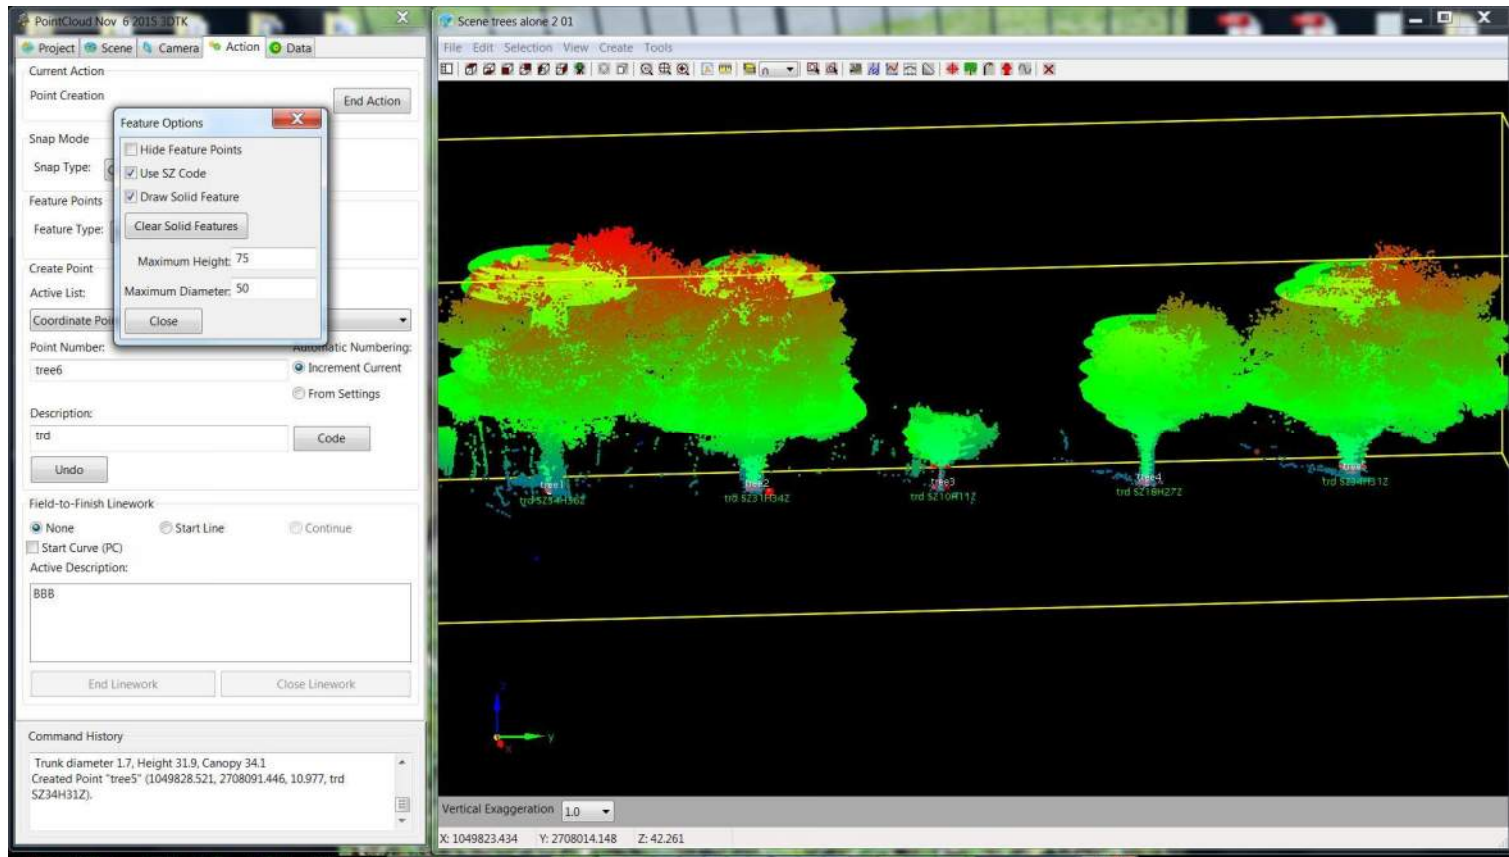 PointCloud Nov 6 2015 3DTK
Project Scene Camera Action Data
Current Action
Point Creation
End Action
Feature Options
Hide Feature Points
Use SZ Code
Draw Solid Feature
Clear Solid Features
Maximum Height: 75
Maximum Diameter: 50
Close
Snap Mode
Snap Type:
Feature Points
Feature Type:
Create Point
Active List:
Coordinate
Point Number:
Automatic Numbering:
tree6
Increment Current
From Settings
Description:
trd
Code
Undo
Field-to-Finish Linework
None Start Line Continue
Start Curve (PC)
Active Description:
BBB
End Linework Close Linework
Command History
Trunk diameter 1.7, Height 31.9, Canopy 34.1
Created Point "tree5" (1049828.521, 2708091.446, 10.977, trd
SZ34H31Z).
Scene trees alone 2 01
File Edit Selection View Create Tools
tree1
trd SZ34H36Z
tree2
trd SZ31H34Z
tree3
trd SZ10H11Z
tree4
trd SZ18H27Z
trd SZ34H31Z
z
y
x
Vertical Exaggeration 1.0
X: 1049823.434 Y: 2708014.148 Z: 42.261